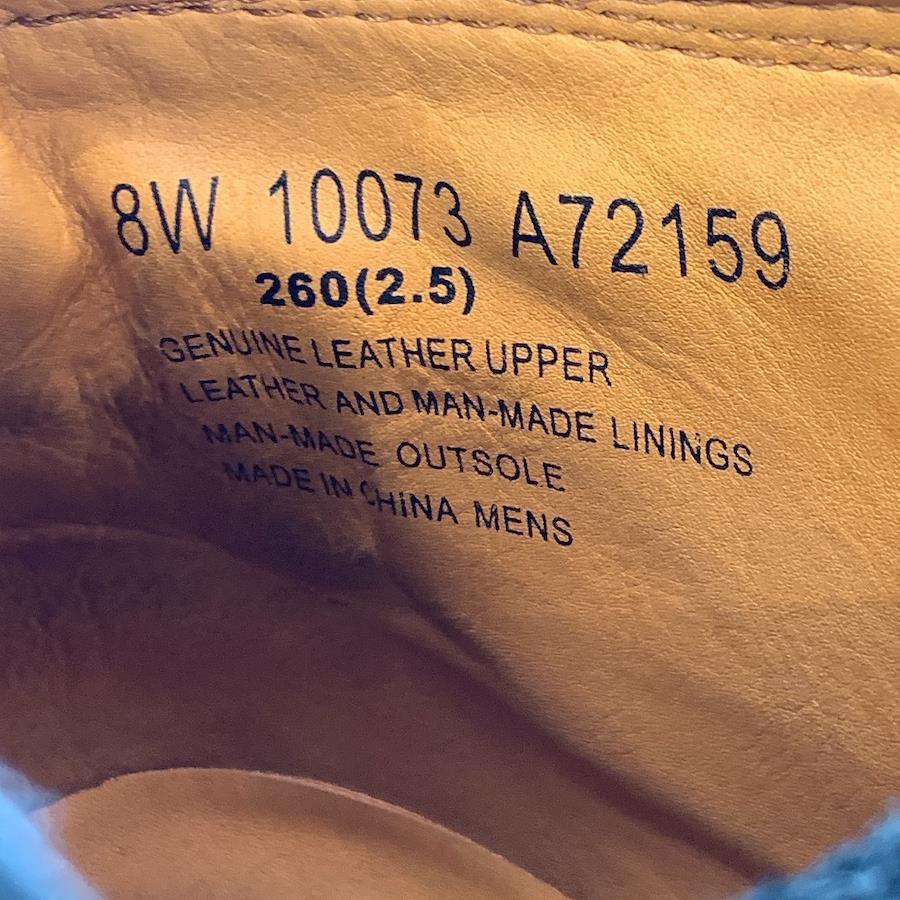 8W 10073 A72159
260(2.5)
GENUINE LEATHER UPPER
LEATHER AND MAN-MADE LININGS
MAN-MADE OUTSOLE
MADE IN CHINA MENS